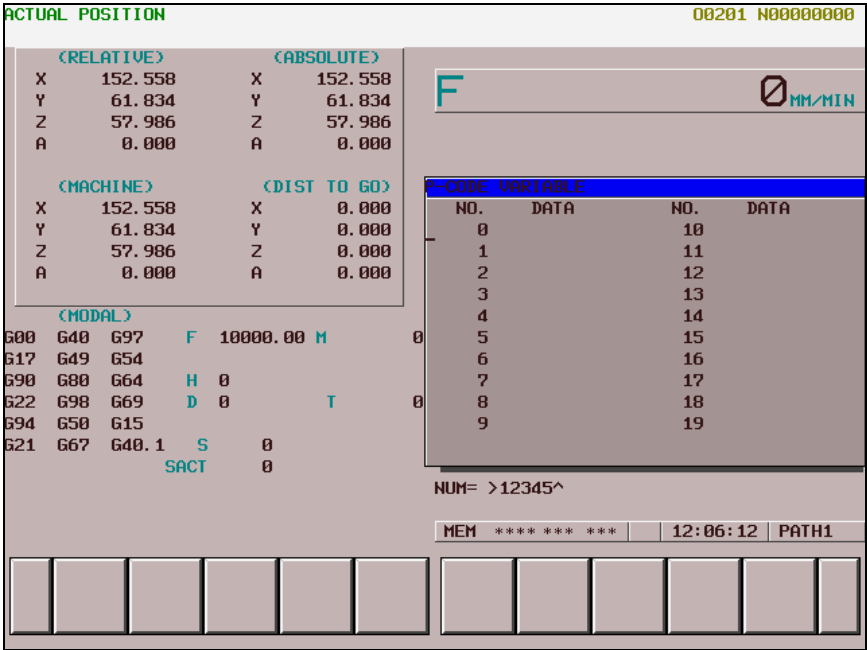 ACTUAL POSITION O0201 N00000000
(RELATIVE) (ABSOLUTE)
X 152.558 X 152.558
Y 61.834 Y 61.834
Z 57.986 Z 57.986
A 0.000 A 0.000
(MACHINE) (DIST TO GO)
X 152.558 X 0.000
Y 61.834 Y 0.000
Z 57.986 Z 0.000
A 0.000 A 0.000
(MODAL)
G00 G40 G97 F 10000.00 M 0
G17 G49 G54
G90 G80 G64 H 0
G22 G98 G69 D 0 T 0
G94 G50 G15
G21 G67 G40.1 S 0
SACT 0
F 0 MM/MIN
P-CODE VARIABLE
NO. DATA NO. DATA
0 10
1 11
2 12
3 13
4 14
5 15
6 16
7 17
8 18
9 19
NUM= >12345^
MEM **** *** *** 12:06:12 PATH1